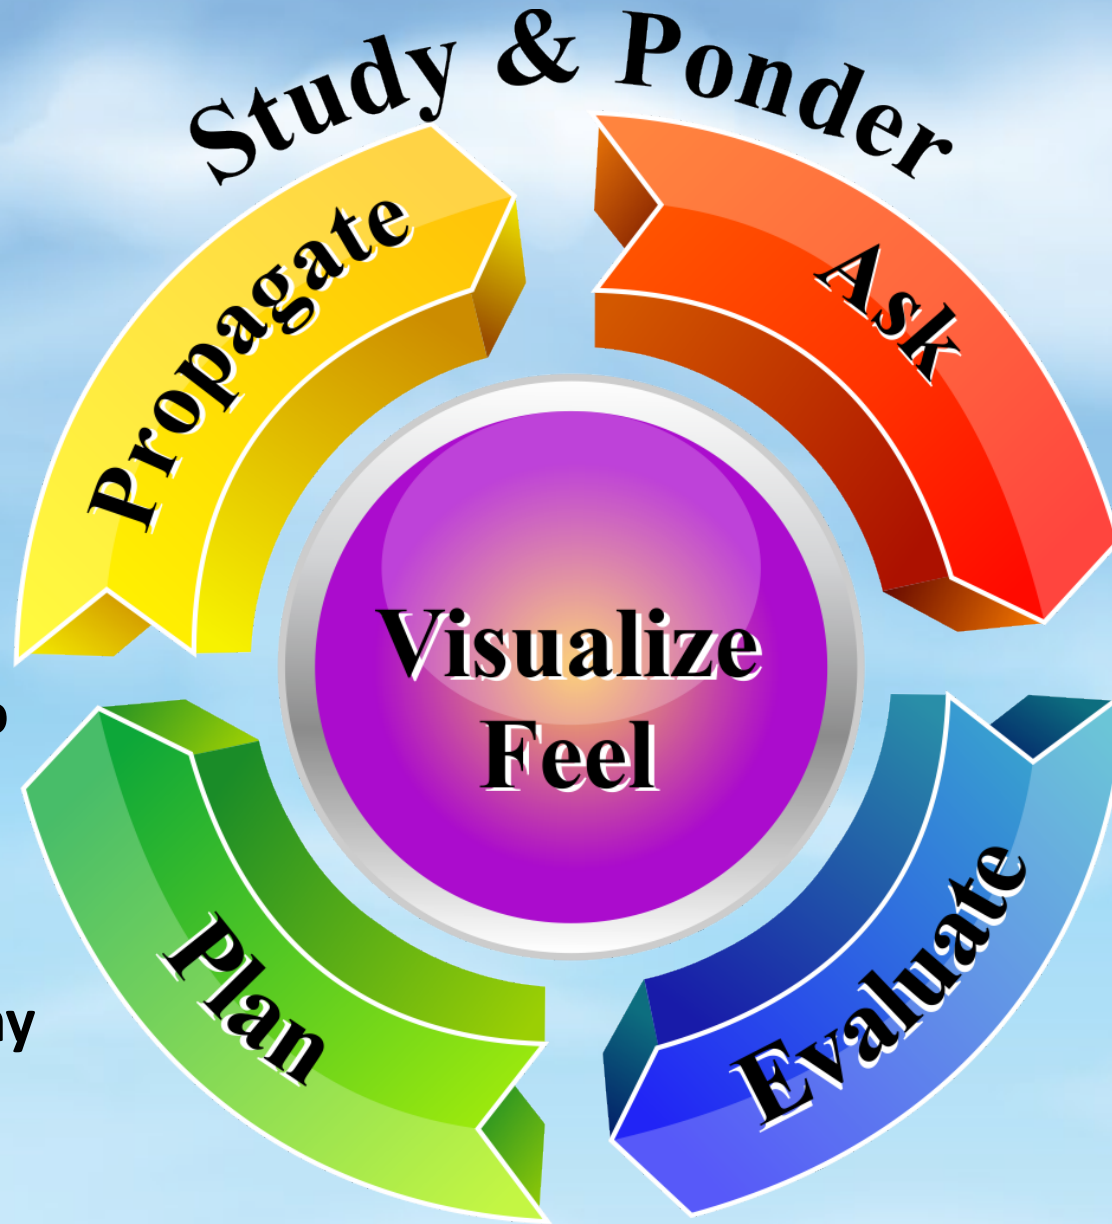 Study & Ponder
Propagate
Ask
Visualize
Feel
Plan
Evaluate